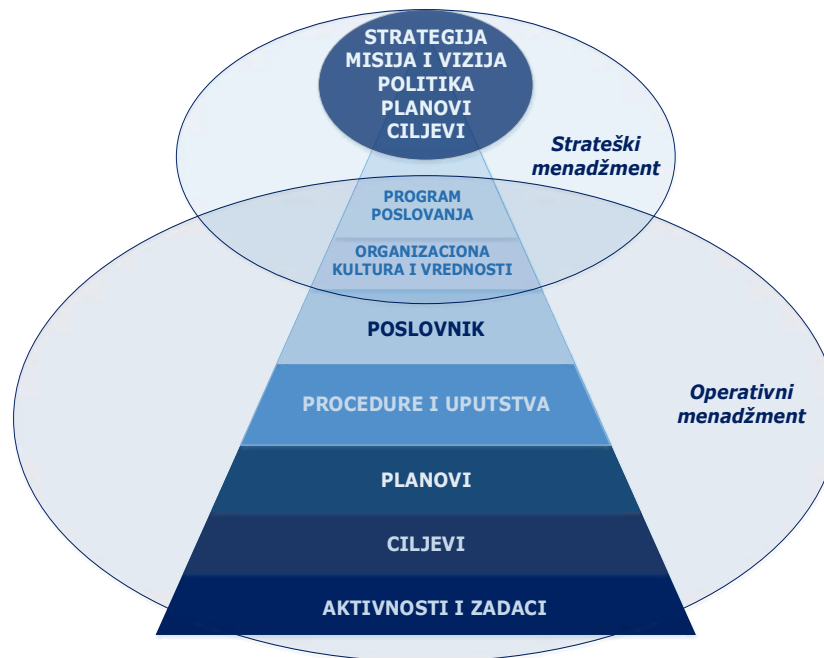 STRATEGIJA
MISIJA I VIZIJA
POLITIKA
PLANOVI
CILJEVI
Strateški
menadžment
PROGRAM
POSLOVANJA
ORGANIZACIONA
KULTURA I VREDNOSTI
POSLOVNIK
PROCEDURE I UPUTSTVA
Operativni
menadžment
PLANOVI
CILJEVI
AKTIVNOSTI I ZADACI